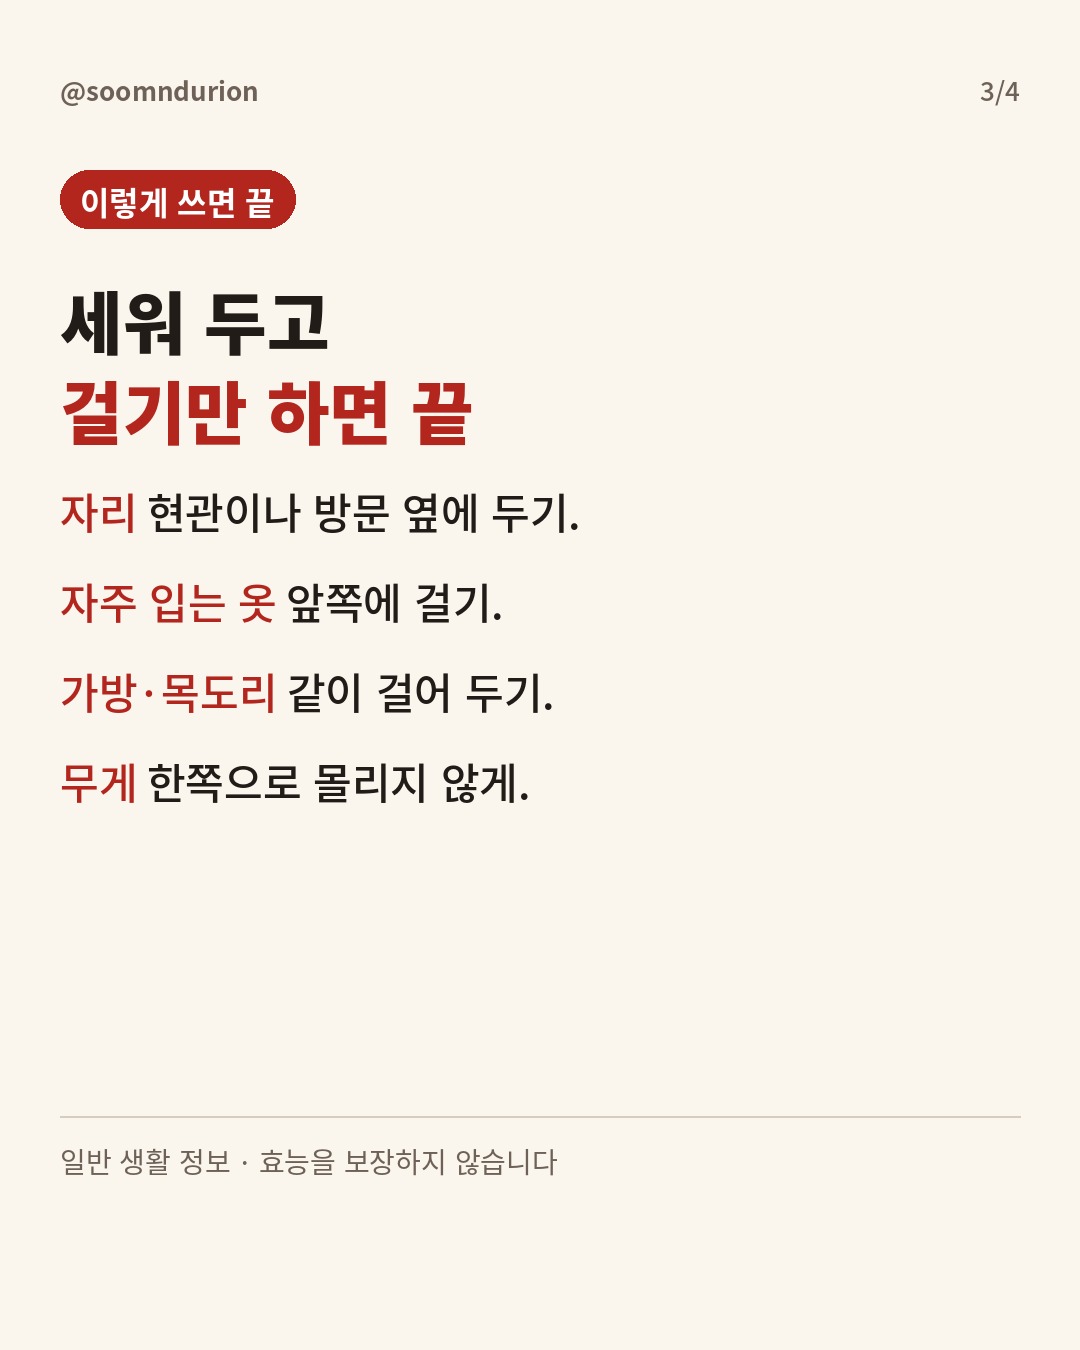 @soomndurion
3/4
이렇게 쓰면 끝
세워 두고
걸기만 하면 끝
자리 현관이나 방문 옆에 두기.
자주 입는 옷 앞쪽에 걸기.
가방·목도리 같이 걸어 두기.
무게 한쪽으로 몰리지 않게.
일반 생활 정보 · 효능을 보장하지 않습니다